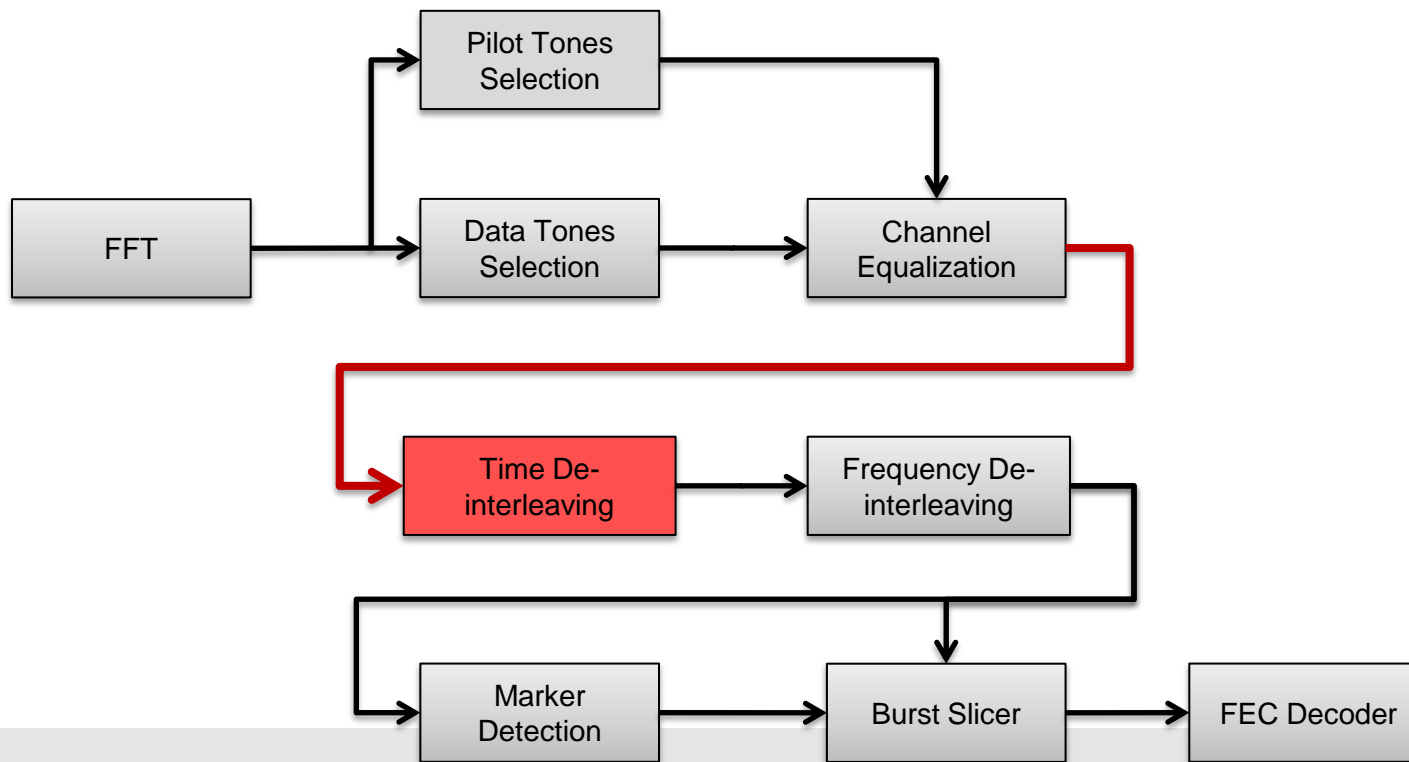 Pilot Tones
Selection
FFT
Data Tones
Selection
Channel
Equalization
Time De-
interleaving
Frequency De-
interleaving
Marker
Detection
Burst Slicer
FEC Decoder